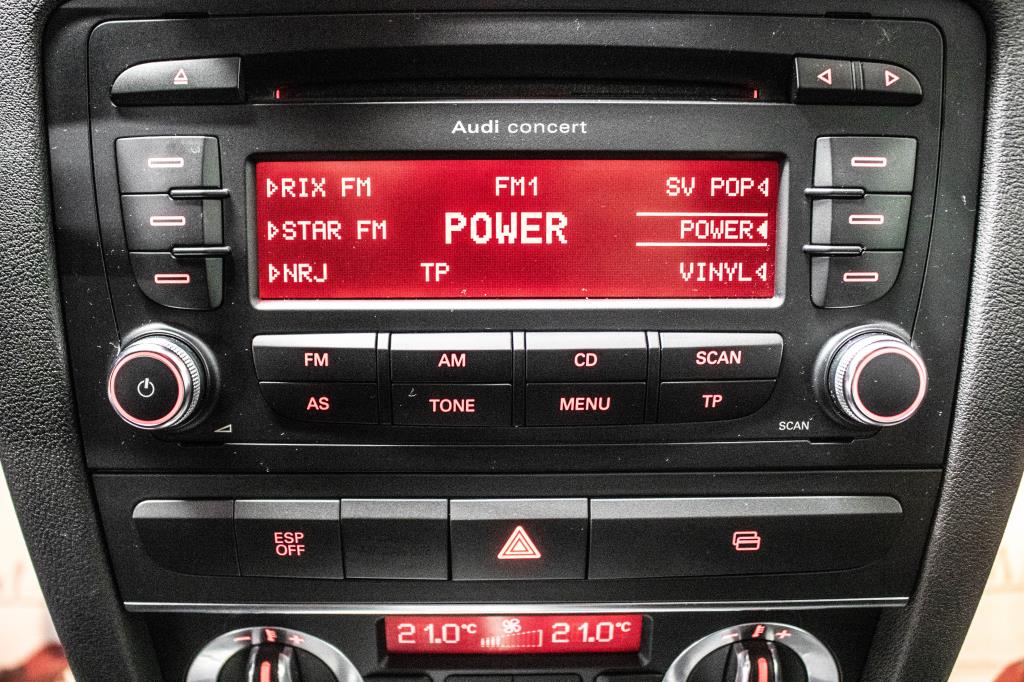 Audi concert
RIX FM FM1 SV POP
STAR FM POWER POWER
NRJ TP VINYL
FM AM CD SCAN
AS TONE MENU TP
SCAN
ESP
OFF
21.0°C 21.0°C